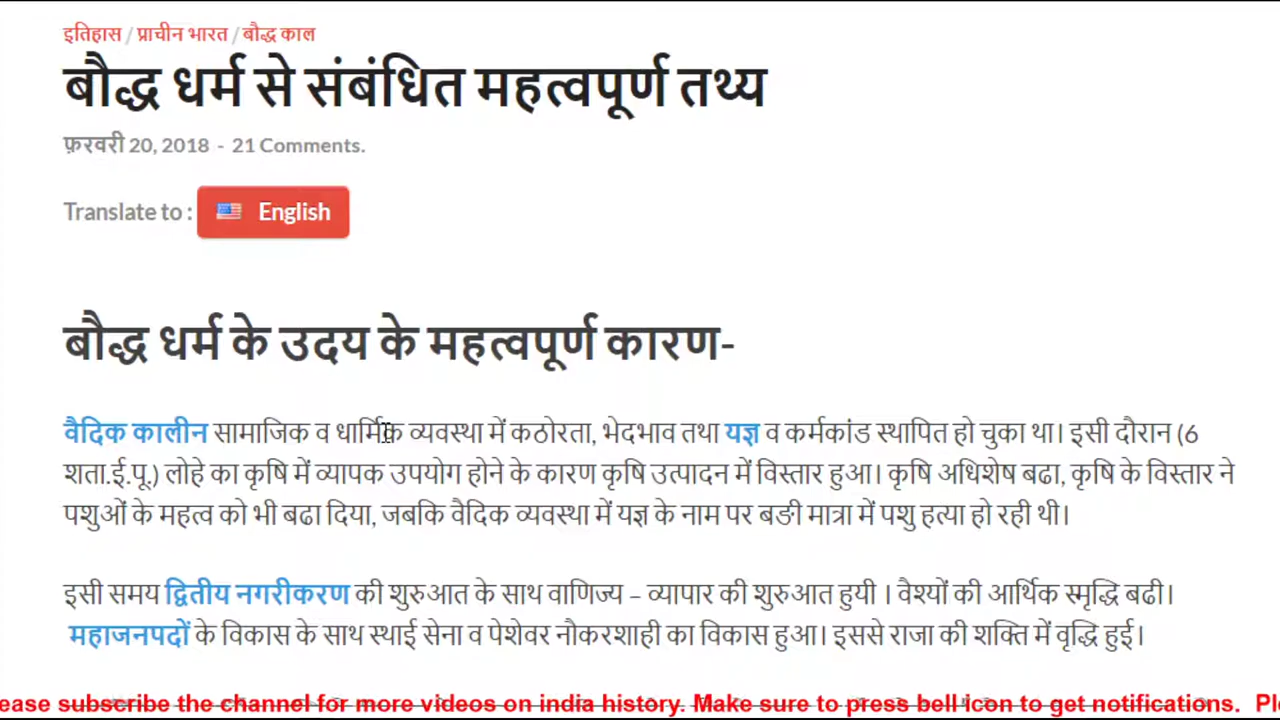 इतिहास / प्राचीन भारत / बौद्ध काल
बौद्ध धर्म से संबंधित महत्वपूर्ण तथ्य
फ़रवरी 20, 2018 - 21 Comments.
Translate to : English
बौद्ध धर्म के उदय के महत्वपूर्ण कारण-
वैदिक कालीन सामाजिक व धार्मिक व्यवस्था में कठोरता, भेदभाव तथा यज्ञ व कर्मकांड स्थापित हो चुका था। इसी दौरान (6
शता.ई.पू.) लोहे का कृषि में व्यापक उपयोग होने के कारण कृषि उत्पादन में विस्तार हुआ। कृषि अधिशेष बढा, कृषि के विस्तार ने
पशुओं के महत्व को भी बढा दिया, जबकि वैदिक व्यवस्था में यज्ञ के नाम पर बङी मात्रा में पशु हत्या हो रही थी।
इसी समय द्वितीय नगरीकरण की शुरुआत के साथ वाणिज्य – व्यापार की शुरुआत हुयी । वैश्यों की आर्थिक स्मृद्धि बढी।
महाजनपदों के विकास के साथ स्थाई सेना व पेशेवर नौकरशाही का विकास हुआ। इससे राजा की शक्ति में वृद्धि हुई।
ease subscribe the channel for more videos on india history. Make sure to press bell icon to get notifications. Pl